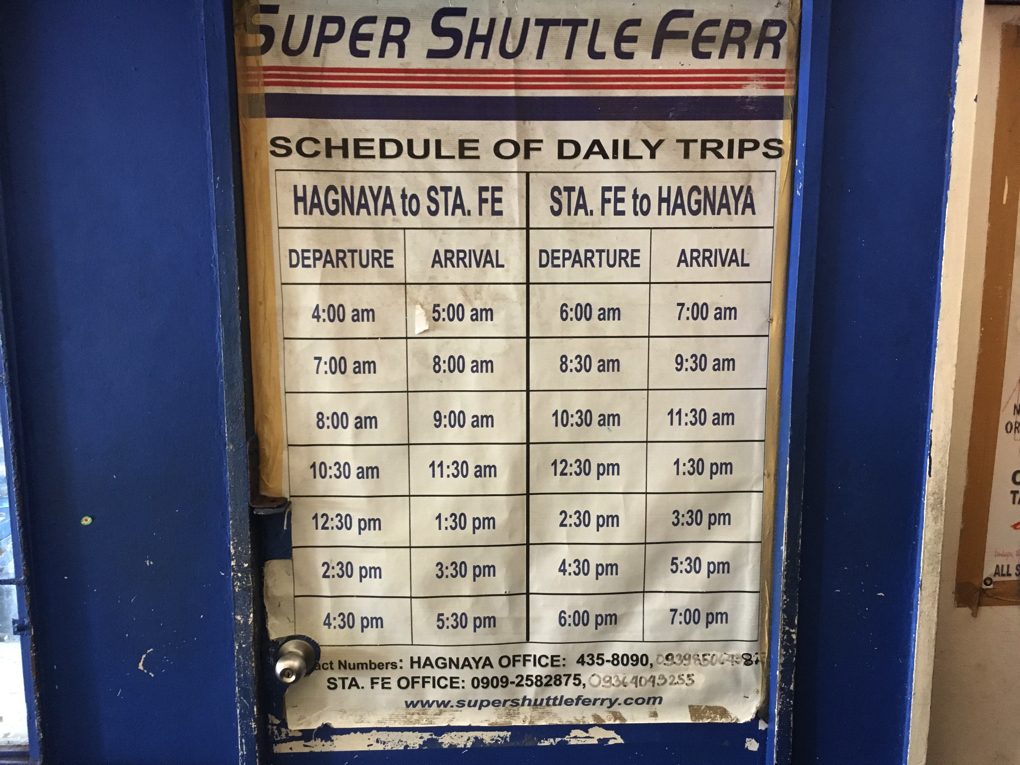 SUPER SHUTTLE FERR
SCHEDULE OF DAILY TRIPS
HAGNAYA to STA. FE STA. FE to HAGNAYA
DEPARTURE ARRIVAL DEPARTURE ARRIVAL
4:00 am 5:00 am 6:00 am 7:00 am
7:00 am 8:00 am 8:30 am 9:30 am
8:00 am 9:00 am 10:30 am 11:30 am
10:30 am 11:30 am 12:30 pm 1:30 pm
12:30 pm 1:30 pm 2:30 pm 3:30 pm
2:30 pm 3:30 pm 4:30 pm 5:30 pm
4:30 pm 5:30 pm 6:00 pm 7:00 pm
act Numbers: HAGNAYA OFFICE: 435-8090,
STA. FE OFFICE: 0909-2582875, 09364049255
www.supershuttleferry.com
N
OR
ALL S